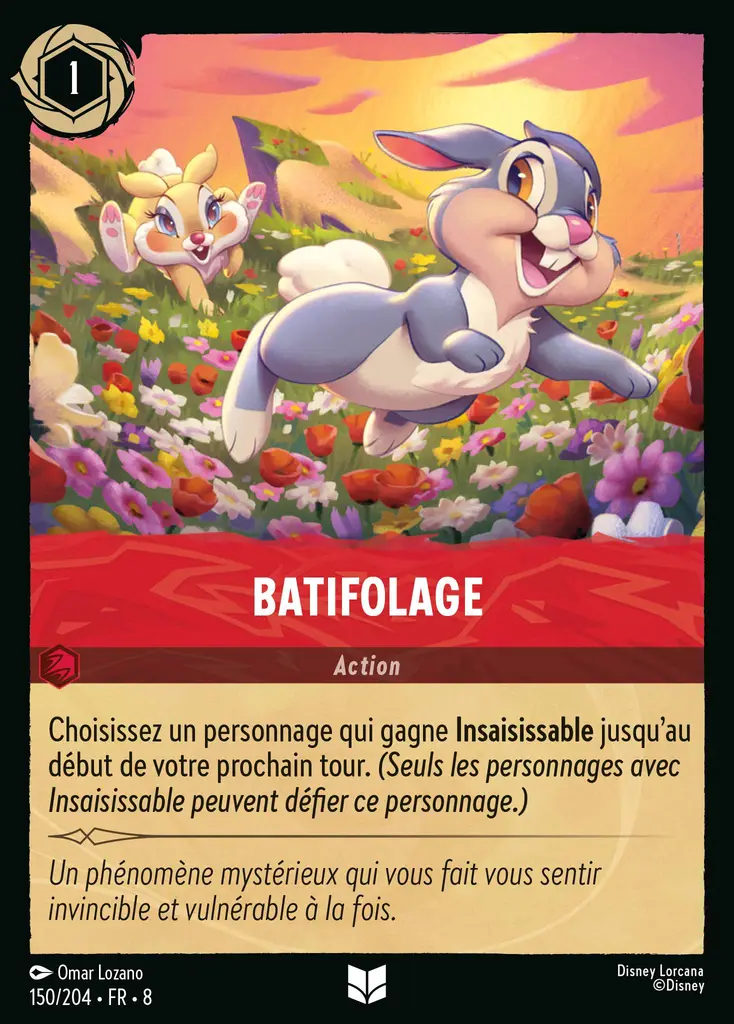 1
BATIFOLAGE
Action
Choisissez un personnage qui gagne Insaisissable jusqu'au
début de votre prochain tour. (Seuls les personnages avec
Insaisissable peuvent défier ce personnage.)
Un phénomène mystérieux qui vous fait vous sentir
invincible et vulnérable à la fois.
Omar Lozano
150/204 • FR • 8
Disney Lorcana
©Disney